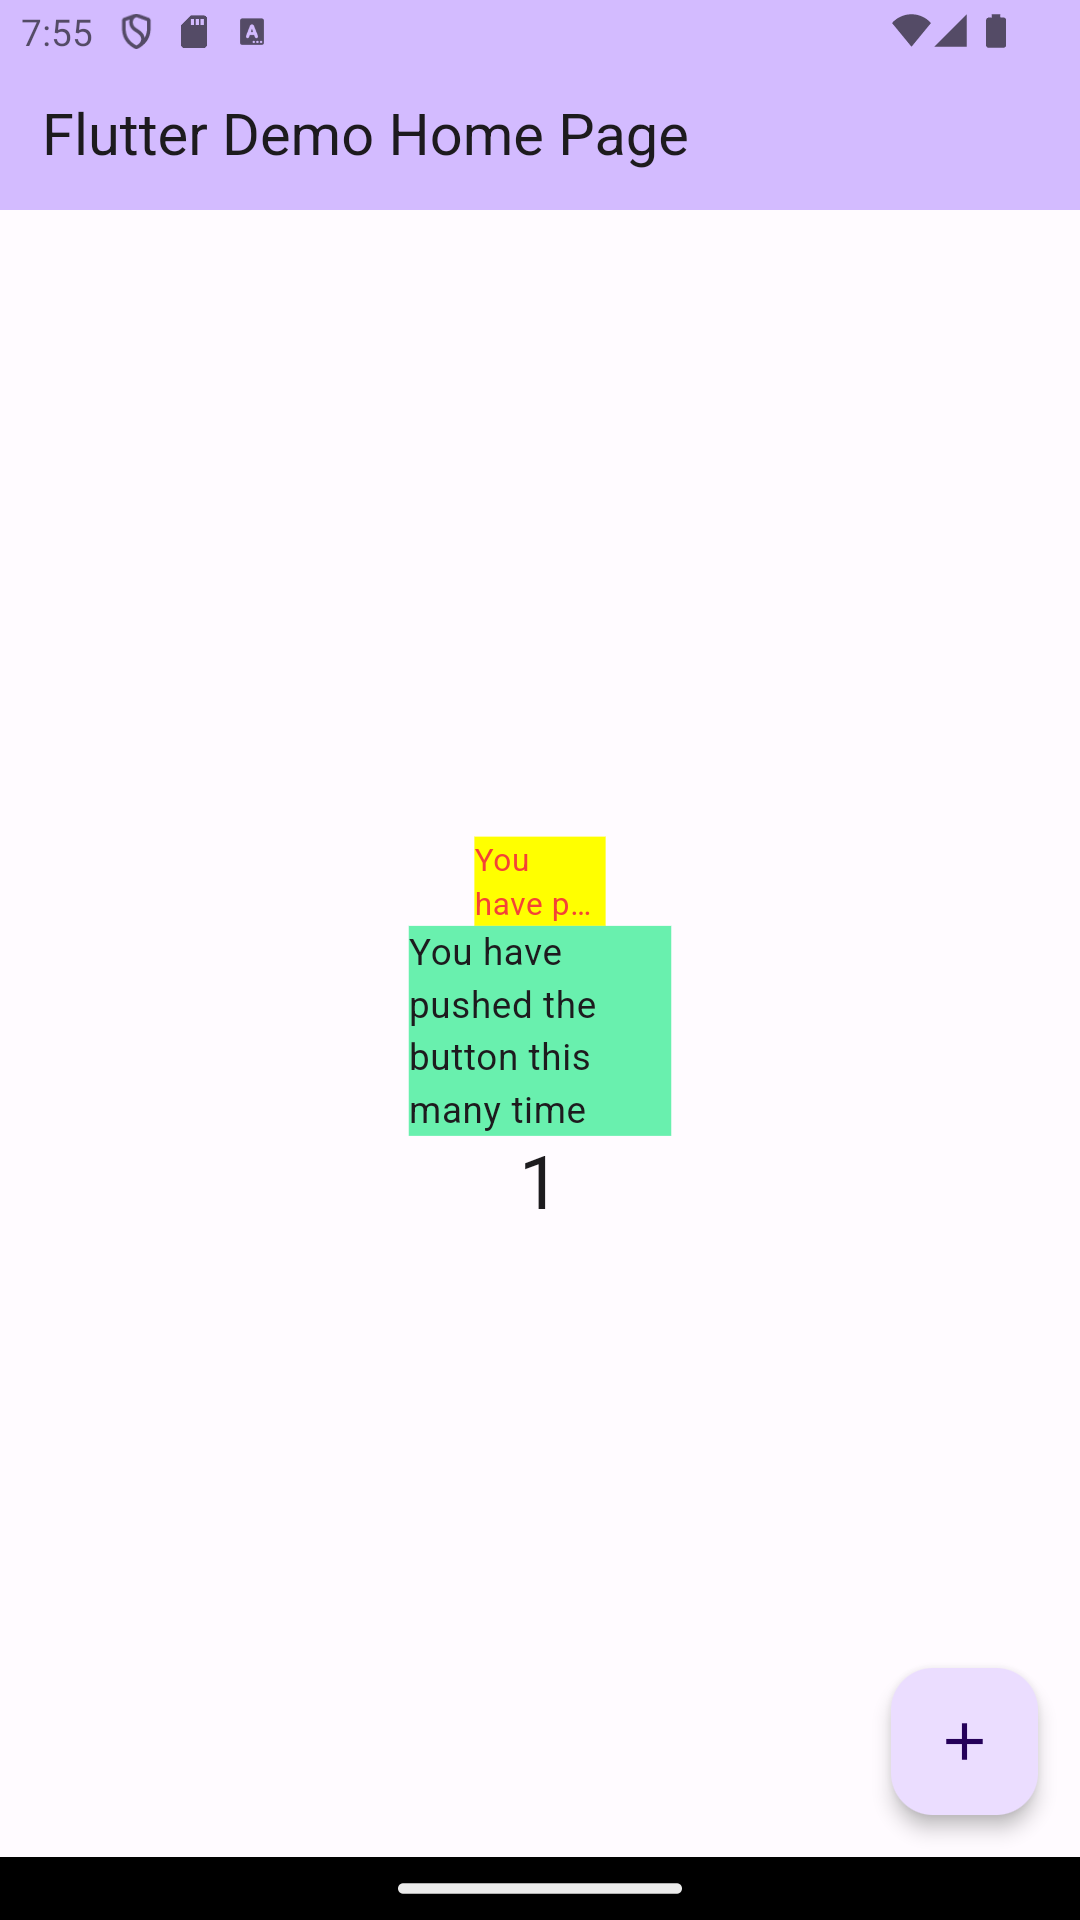 7:55
Flutter Demo Home Page
You
have p…
You have
pushed the
button this
many time
1